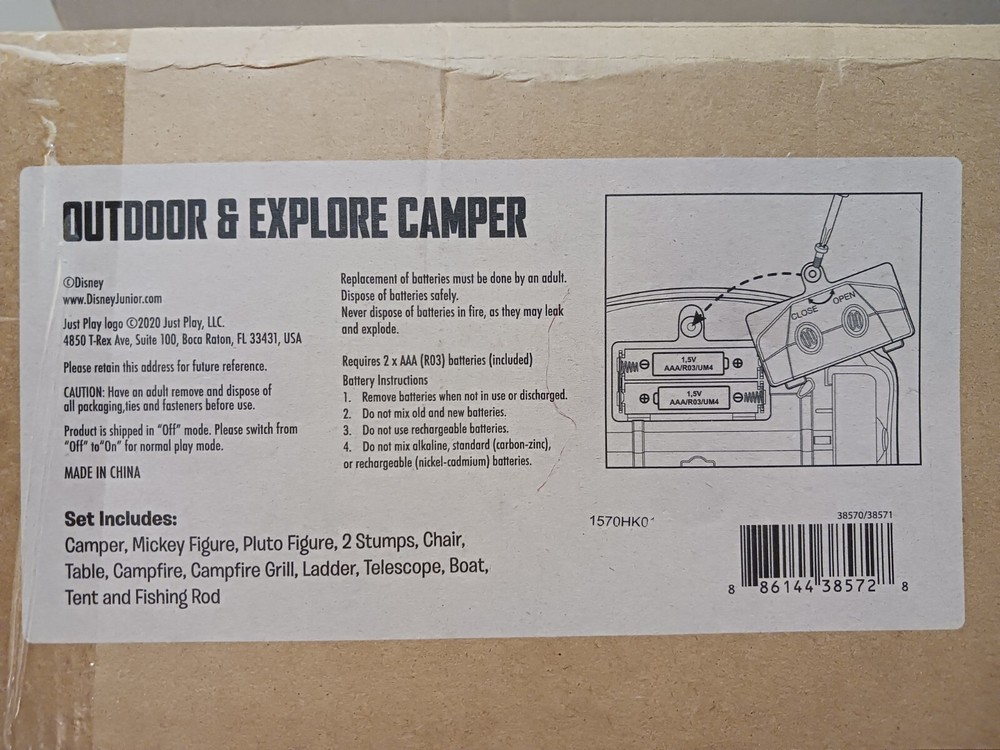 OUTDOOR & EXPLORE CAMPER
©Disney
www.DisneyJunior.com
Just Play logo ©2020 Just Play, LLC.
4850 T-Rex Ave, Suite 100, Boca Raton, FL 33431, USA
Please retain this address for future reference.
CAUTION: Have an adult remove and dispose of
all packaging,ties and fasteners before use.
Product is shipped in "Off" mode. Please switch from
"Off" to"On" for normal play mode.
MADE IN CHINA
Replacement of batteries must be done by an adult.
Dispose of batteries safely.
Never dispose of batteries in fire, as they may leak
and explode.
Requires 2 x AAA (R03) batteries (included)
Battery Instructions
1. Remove batteries when not in use or discharged.
2. Do not mix old and new batteries.
3. Do not use rechargeable batteries.
4. Do not mix alkaline, standard (carbon-zinc),
or rechargeable (nickel-cadmium) batteries.
CLOSE OPEN
1,5V
AAA/R03/UM4
1,5V
AAA/R03/UM4
Set Includes:
Camper, Mickey Figure, Pluto Figure, 2 Stumps, Chair,
Table, Campfire, Campfire Grill, Ladder, Telescope, Boat,
Tent and Fishing Rod
38570/38571
8 86144 38572 8